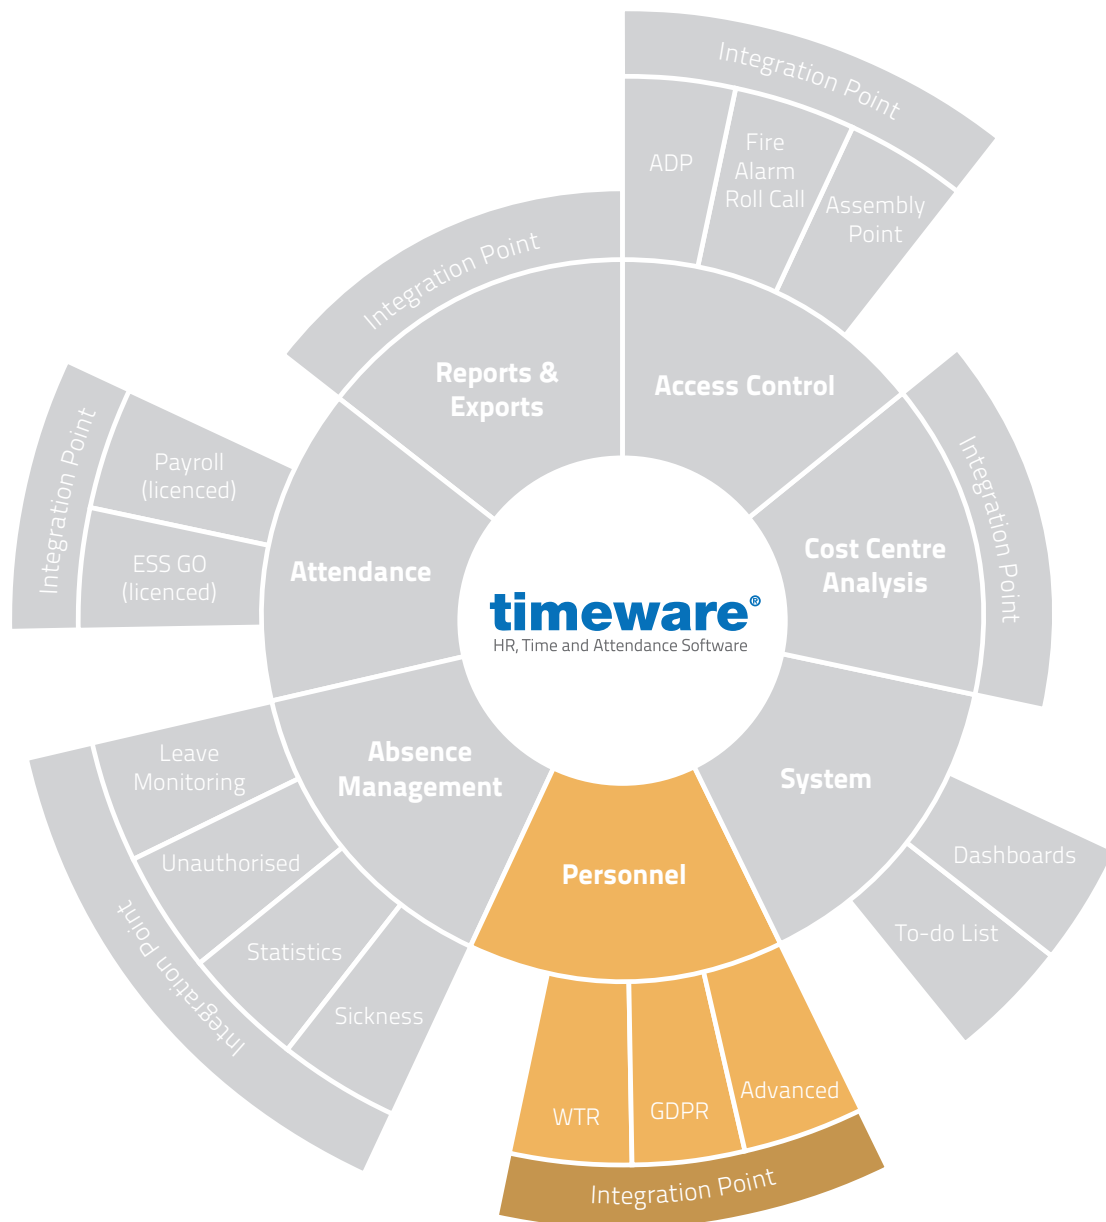 Integration Point
ADP
Fire
Alarm
Roll Call
Assembly
Point
Integration Point
Reports &
Exports
Access Control
Integration Point
Payroll
(licenced)
ESS GO
(licenced)
Integration Point
Attendance
Cost Centre
Analysis
timeware®
HR, Time and Attendance Software
Leave
Monitoring
Unauthorised
Statistics
Sickness
Integration Point
Absence
Management
System
Dashboards
To-do List
Personnel
WTR
GDPR
Advanced
Integration Point